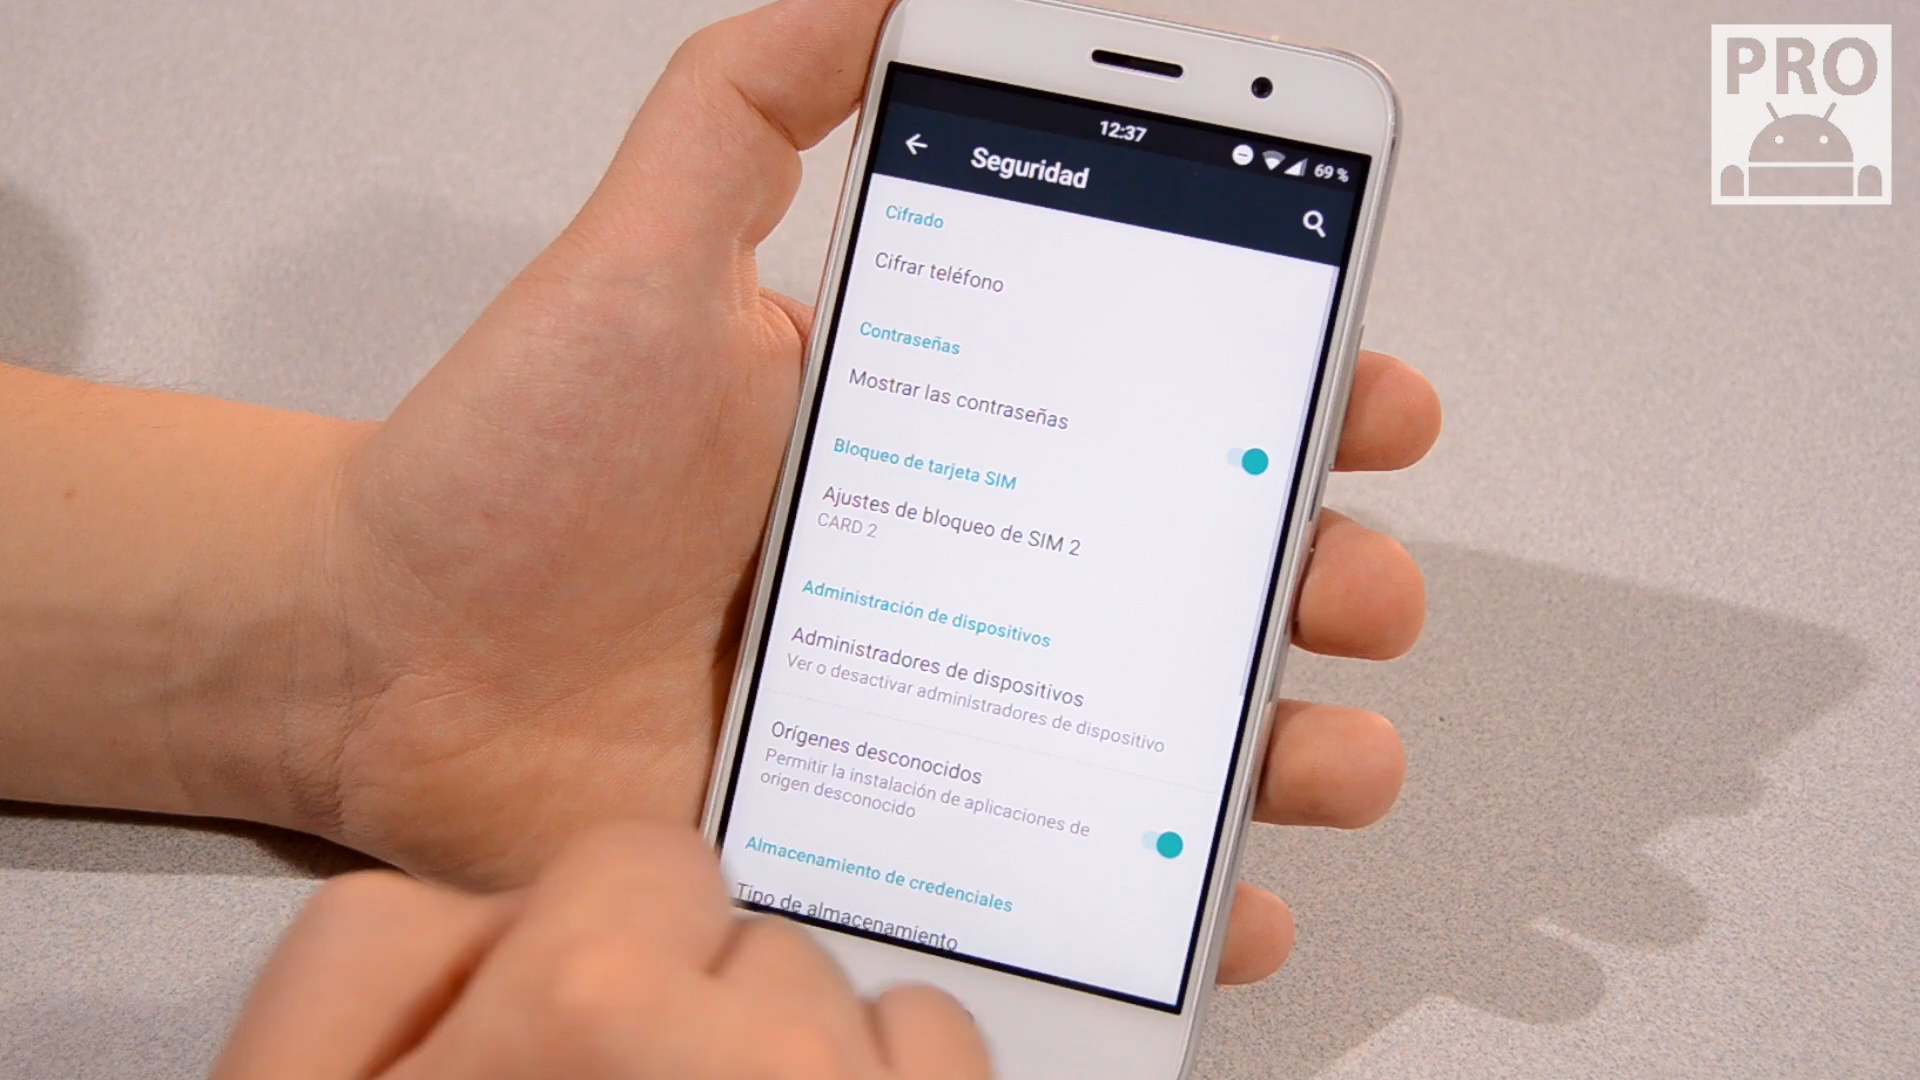 PRO
12:37
69 %
Seguridad
Cifrado
Cifrar teléfono
Contraseñas
Mostrar las contraseñas
Bloqueo de tarjeta SIM
Ajustes de bloqueo de SIM 2
CARD 2
Administración de dispositivos
Administradores de dispositivos
Ver o desactivar administradores de dispositivo
Orígenes desconocidos
Permitir la instalación de aplicaciones de
origen desconocido
Almacenamiento de credenciales
Tipo de almacenamiento